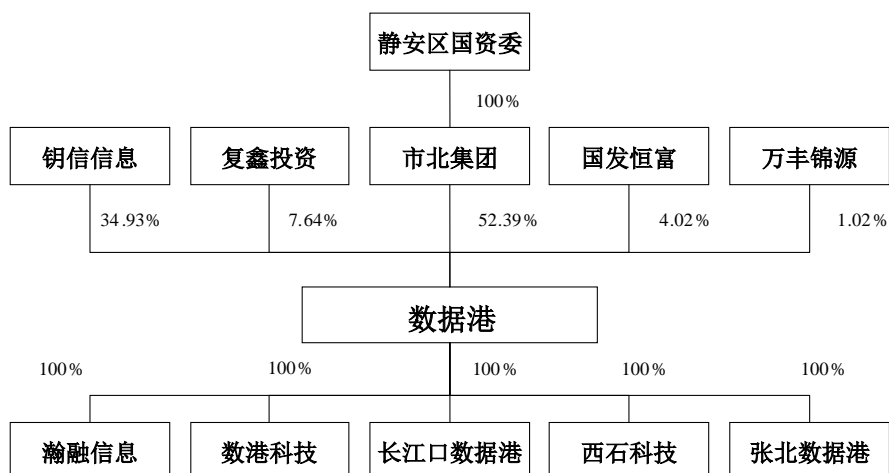 静安区国资委
100%
钥信信息
复鑫投资
市北集团
国发恒富
万丰锦源
34.93%
7.64%
52.39%
4.02%
1.02%
数据港
100%
100%
100%
100%
100%
瀚融信息
数港科技
长江口数据港
西石科技
张北数据港